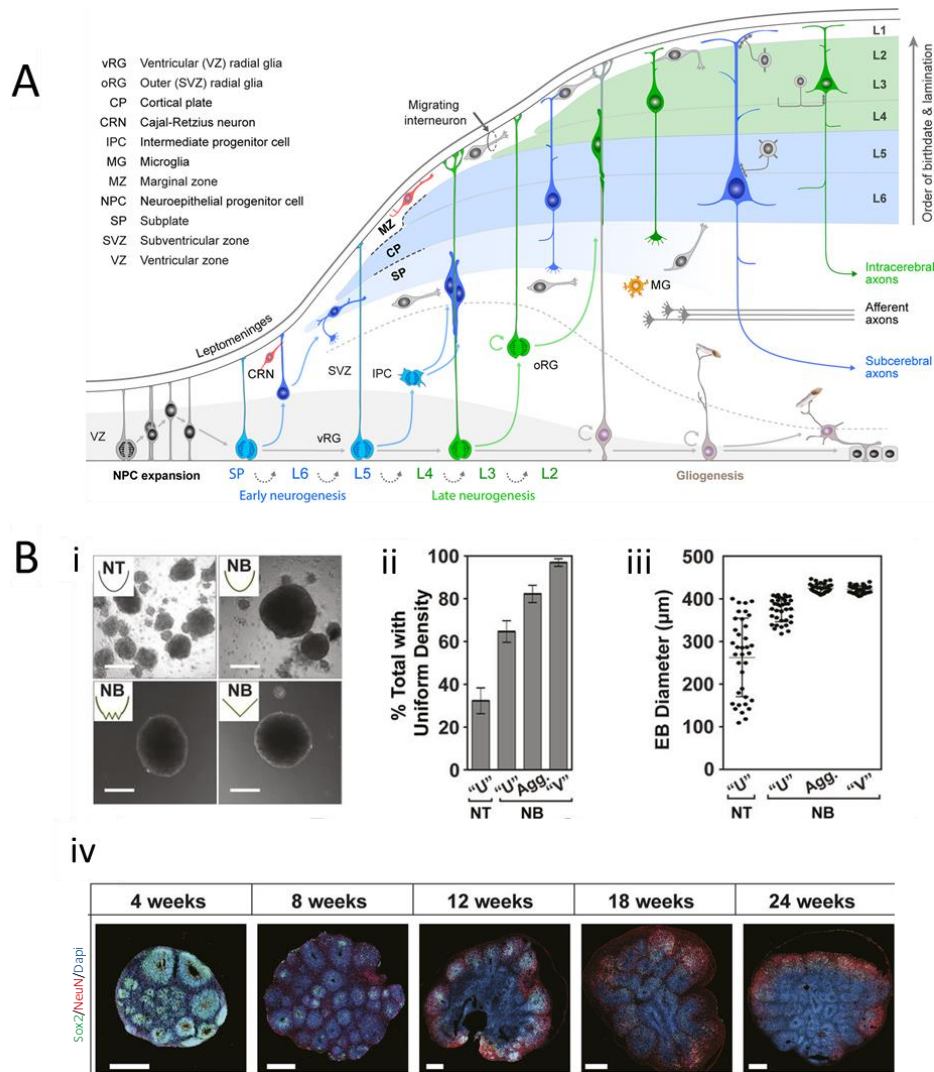 A
vRG Ventricular (VZ) radial glia
oRG Outer (SVZ) radial glia
CP Cortical plate
CRN Cajal-Retzius neuron
IPC Intermediate progenitor cell
MG Microglia
MZ Marginal zone
NPC Neuroepithelial progenitor cell
SP Subplate
SVZ Subventricular zone
VZ Ventricular zone
Migrating
interneuron
L1
L2
L3
L4
L5
L6
Order of birthdate & lamination
MZ
CP
SP
MG
Intracerebral
axons
Afferent
axons
Subcerebral
axons
Leptomeninges
CRN
SVZ
IPC
oRG
VZ
vRG
NPC expansion
SP L6 L5 L4 L3 L2
Early neurogenesis
Late neurogenesis
Gliogenesis
B
i
NT
NB
NB
NB
ii
% Total with
Uniform Density
100
80
60
40
20
0
"U" "U" Agg. "V"
NT NB
iii
EB Diameter (µm)
500
400
300
200
100
0
"U" "U" Agg. "V"
NT NB
iv
4 weeks 8 weeks 12 weeks 18 weeks 24 weeks
Sox2/NeuN/Dapi